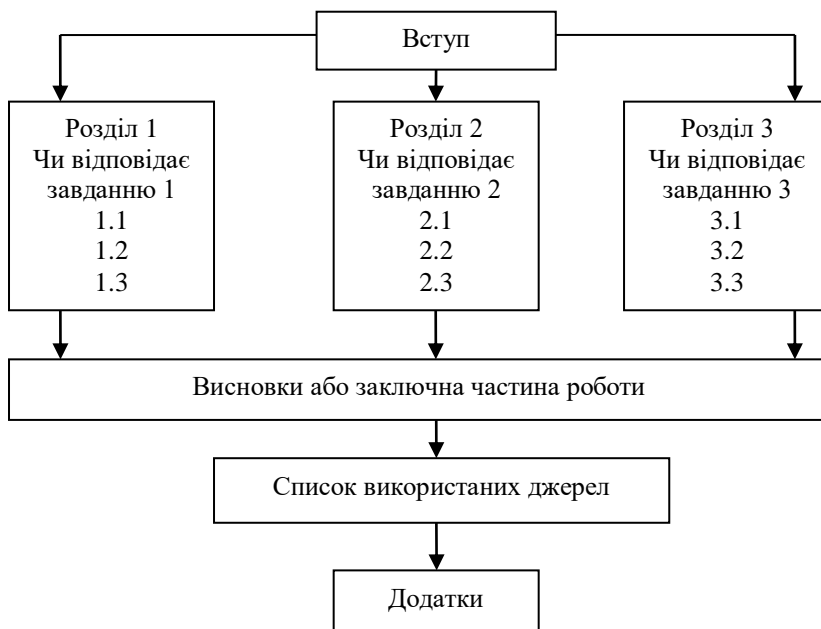 Вступ
Розділ 1
Чи відповідає
завданню 1
1.1
1.2
1.3
Розділ 2
Чи відповідає
завданню 2
2.1
2.2
2.3
Розділ 3
Чи відповідає
завданню 3
3.1
3.2
3.3
Висновки або заключна частина роботи
Список використаних джерел
Додатки